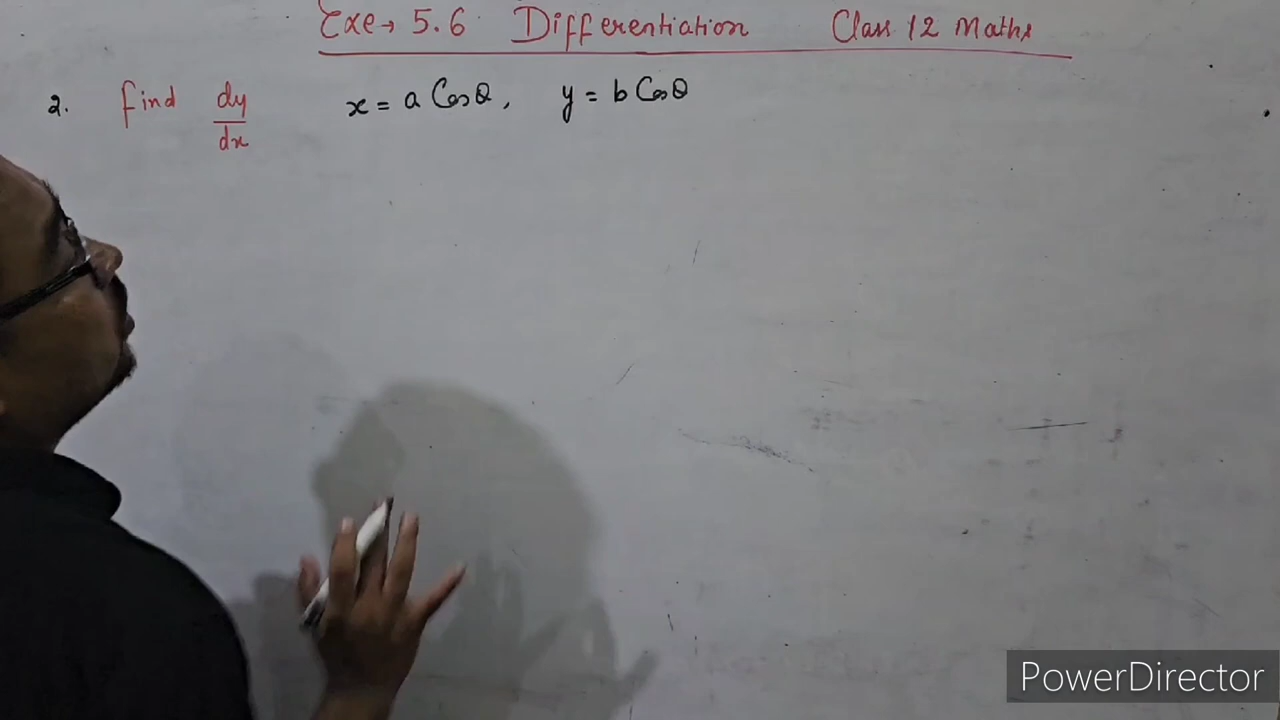 Exe→ 5.6 Differentiation Class 12 Maths
2. find dy/dx x = a Cosθ, y = b Cosθ
PowerDirector